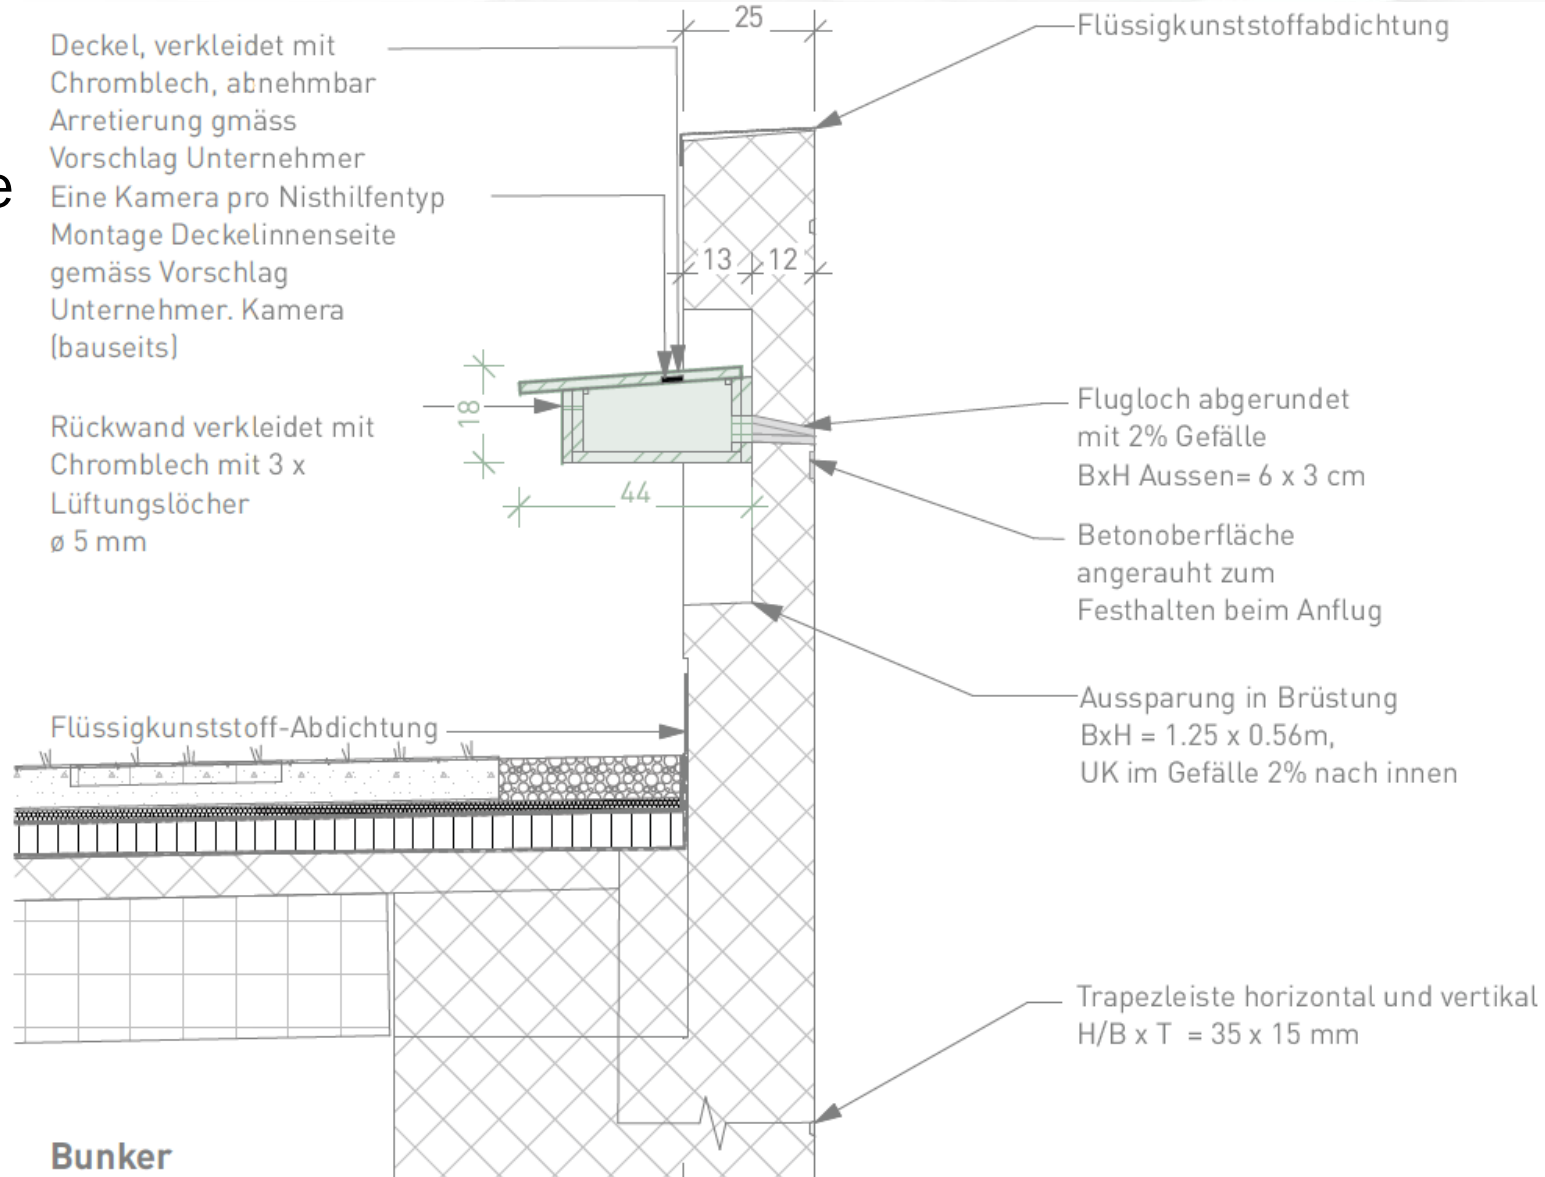 25
Flüssigkunststoffabdichtung
Deckel, verkleidet mit
Chromblech, abnehmbar
Arretierung gmäss
Vorschlag Unternehmer
e
Eine Kamera pro Nisthilfentyp
Montage Deckelinnenseite
gemäss Vorschlag
Unternehmer. Kamera
(bauseits)
13
12
18
44
Rückwand verkleidet mit
Chromblech mit 3 x
Lüftungslöcher
ø 5 mm
Flugloch abgerundet
mit 2% Gefälle
BxH Aussen= 6 x 3 cm
Betonoberfläche
angerauht zum
Festhalten beim Anflug
Aussparung in Brüstung
BxH = 1.25 x 0.56m,
UK im Gefälle 2% nach innen
Flüssigkunststoff-Abdichtung
Trapezleiste horizontal und vertikal
H/B x T = 35 x 15 mm
Bunker